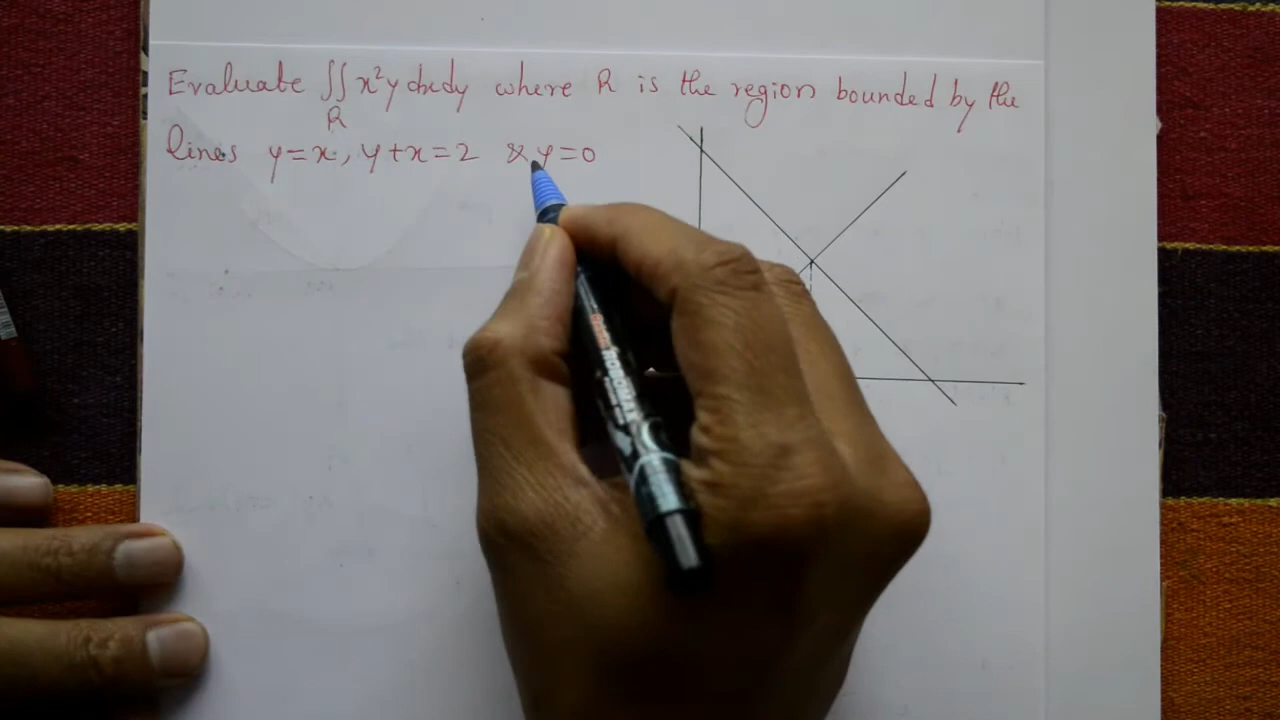 Evaluate ∬ x²y dxdy where R is the region bounded by the
R
lines y=x, y+x=2 & y=0